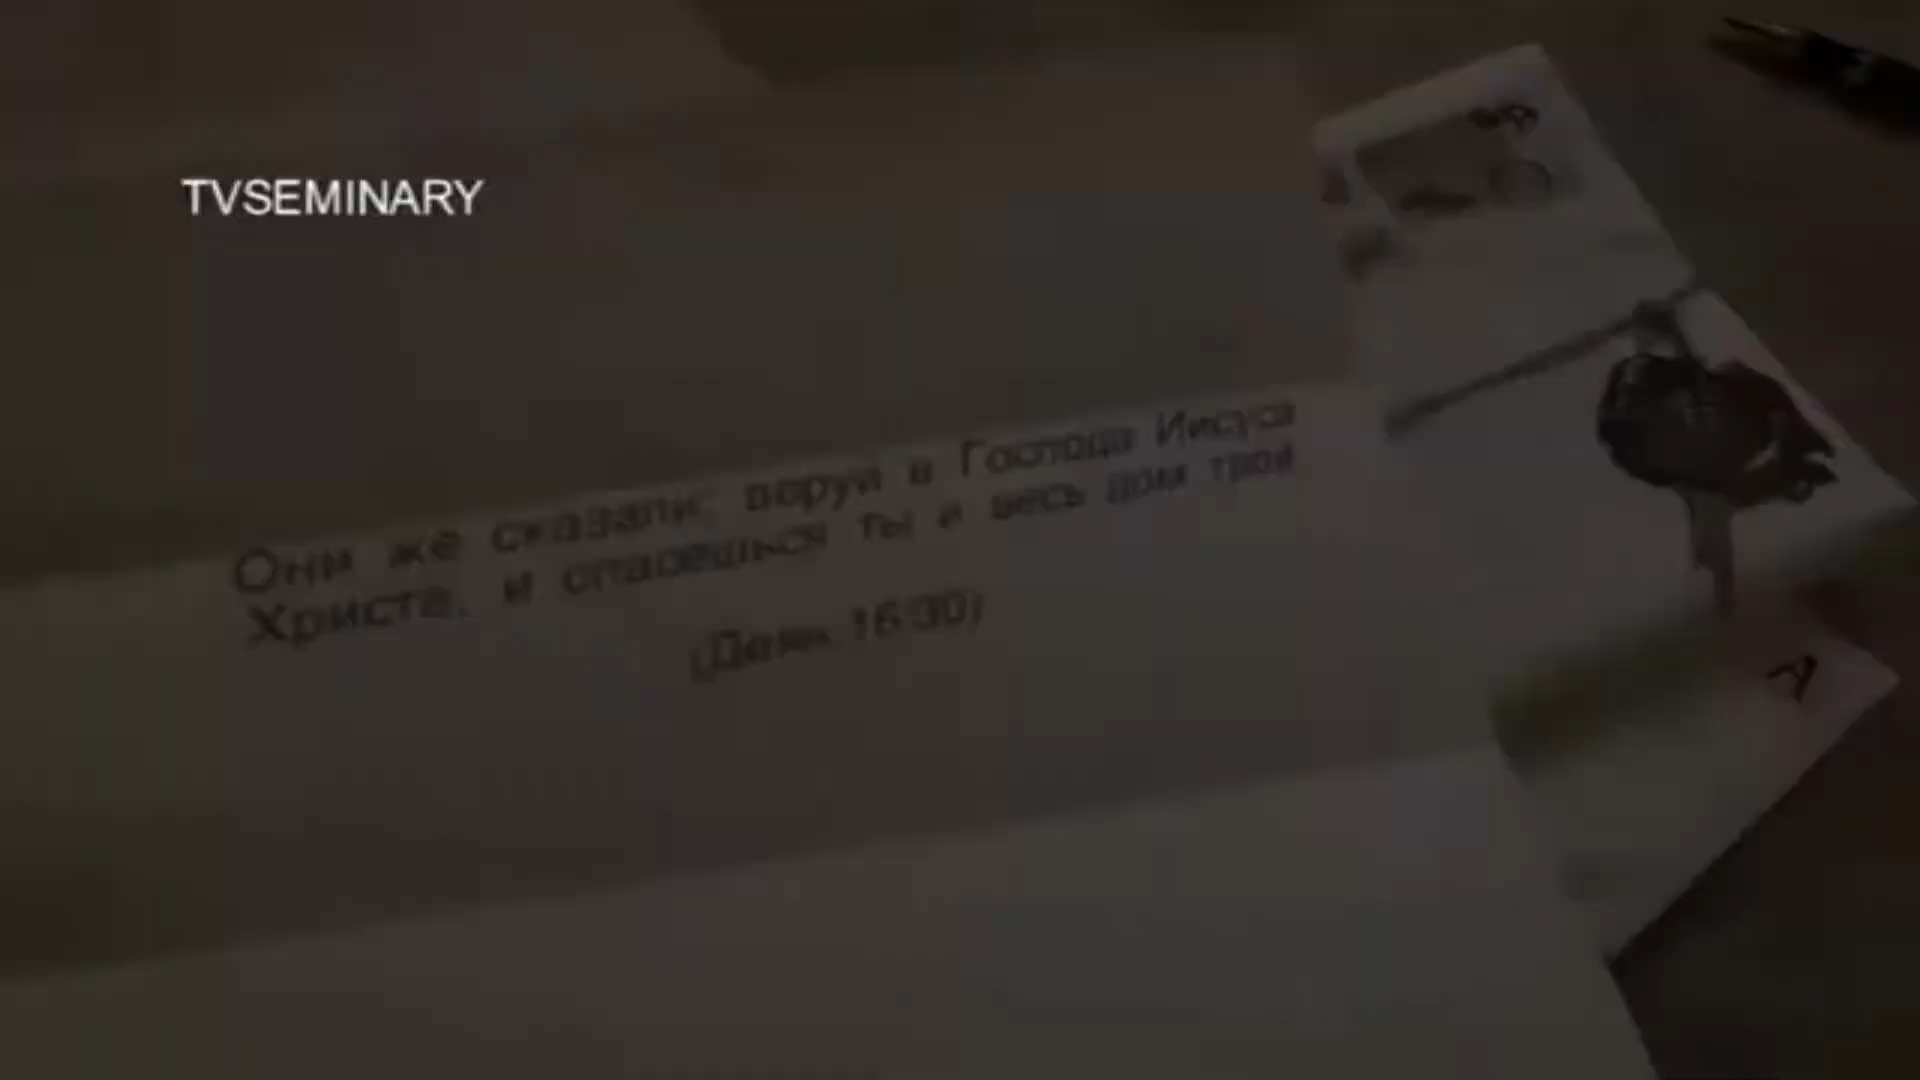 TVSEMINARY
Они же сказали: веруй в Господа Иисуса
Христа, и спасешься ты и весь дом твой
(Деян. 16:30)